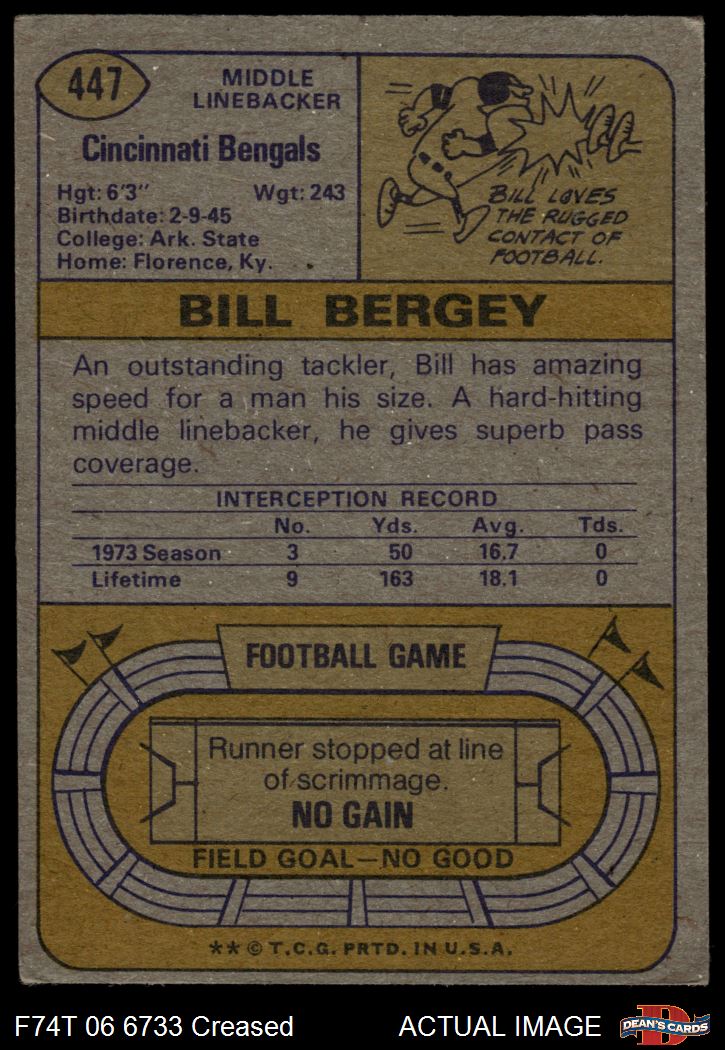 447
MIDDLE
LINEBACKER
Cincinnati Bengals
Hgt: 6'3" Wgt: 243
Birthdate: 2-9-45
College: Ark. State
Home: Florence, Ky.
BILL LOVES
THE RUGGED
CONTACT OF
FOOTBALL.
BILL BERGEY
An outstanding tackler, Bill has amazing
speed for a man his size. A hard-hitting
middle linebacker, he gives superb pass
coverage.
INTERCEPTION RECORD
No. Yds. Avg. Tds.
1973 Season 3 50 16.7 0
Lifetime 9 163 18.1 0
FOOTBALL GAME
Runner stopped at line
of scrimmage.
NO GAIN
FIELD GOAL—NO GOOD
** © T.C.G. PRTD. IN U.S.A.
F74T 06 6733 Creased ACTUAL IMAGE
D
DEAN'S CARDS